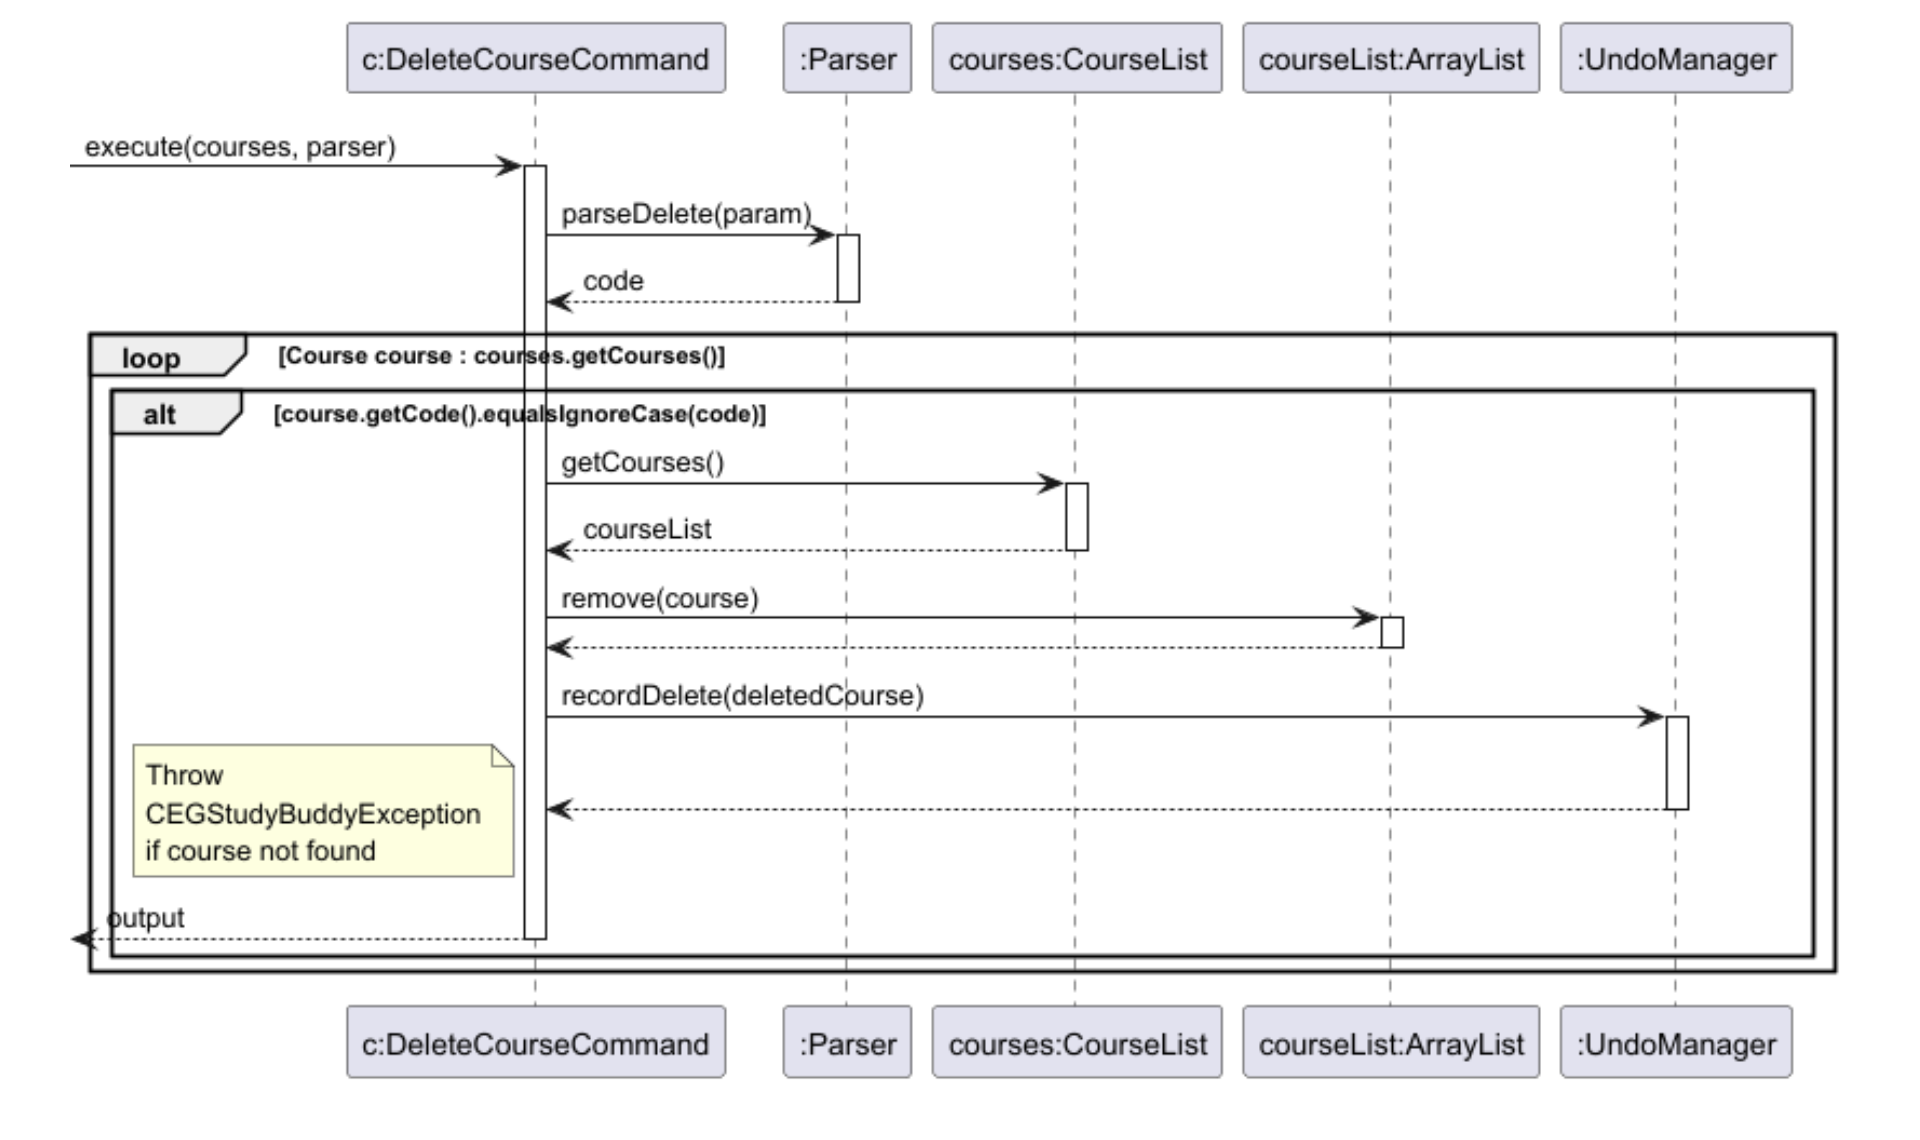 c:DeleteCourseCommand
:Parser
courses:CourseList
courseList:ArrayList
:UndoManager
execute(courses, parser)
parseDelete(param)
code
loop
[Course course : courses.getCourses()]
alt
[course.getCode().equalsIgnoreCase(code)]
getCourses()
courseList
remove(course)
recordDelete(deletedCourse)
Throw
CEGStudyBuddyException
if course not found
output
c:DeleteCourseCommand
:Parser
courses:CourseList
courseList:ArrayList
:UndoManager